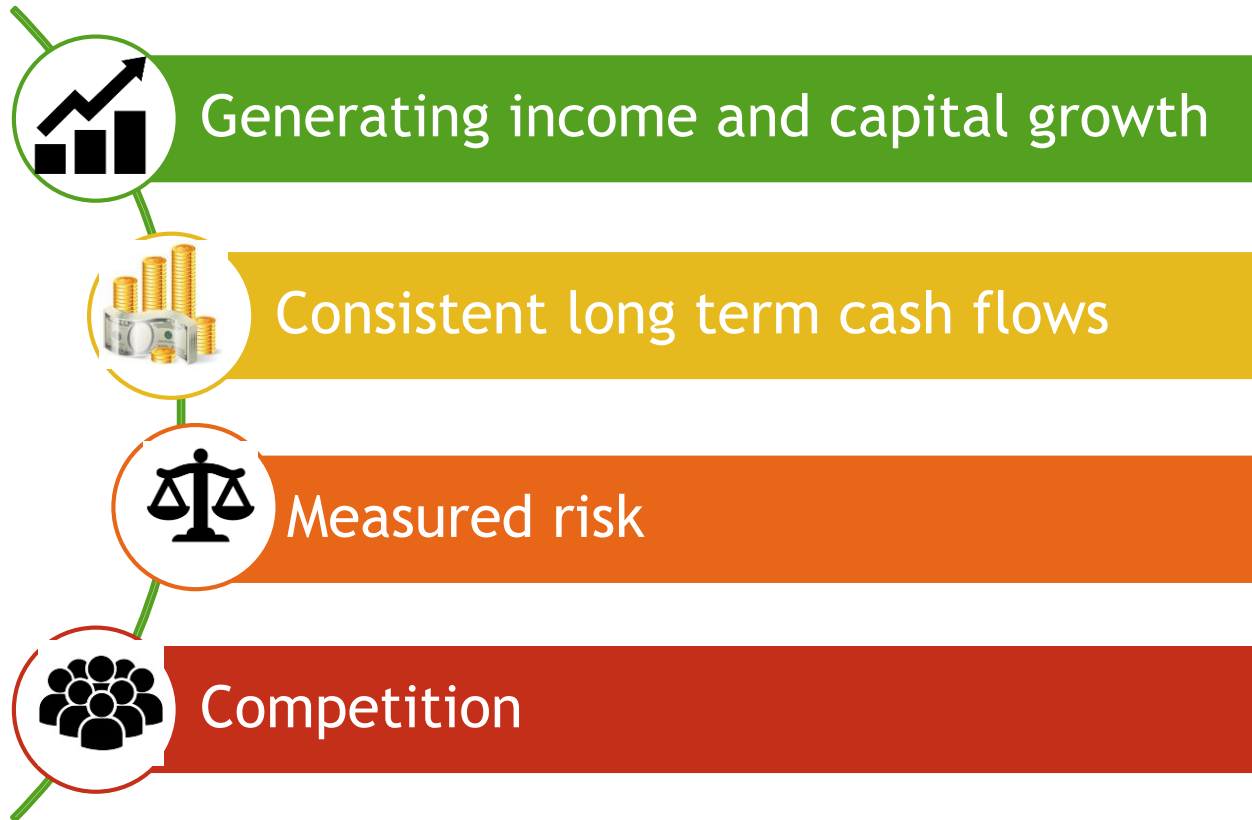 Generating income and capital growth
Consistent long term cash flows
Measured risk
Competition